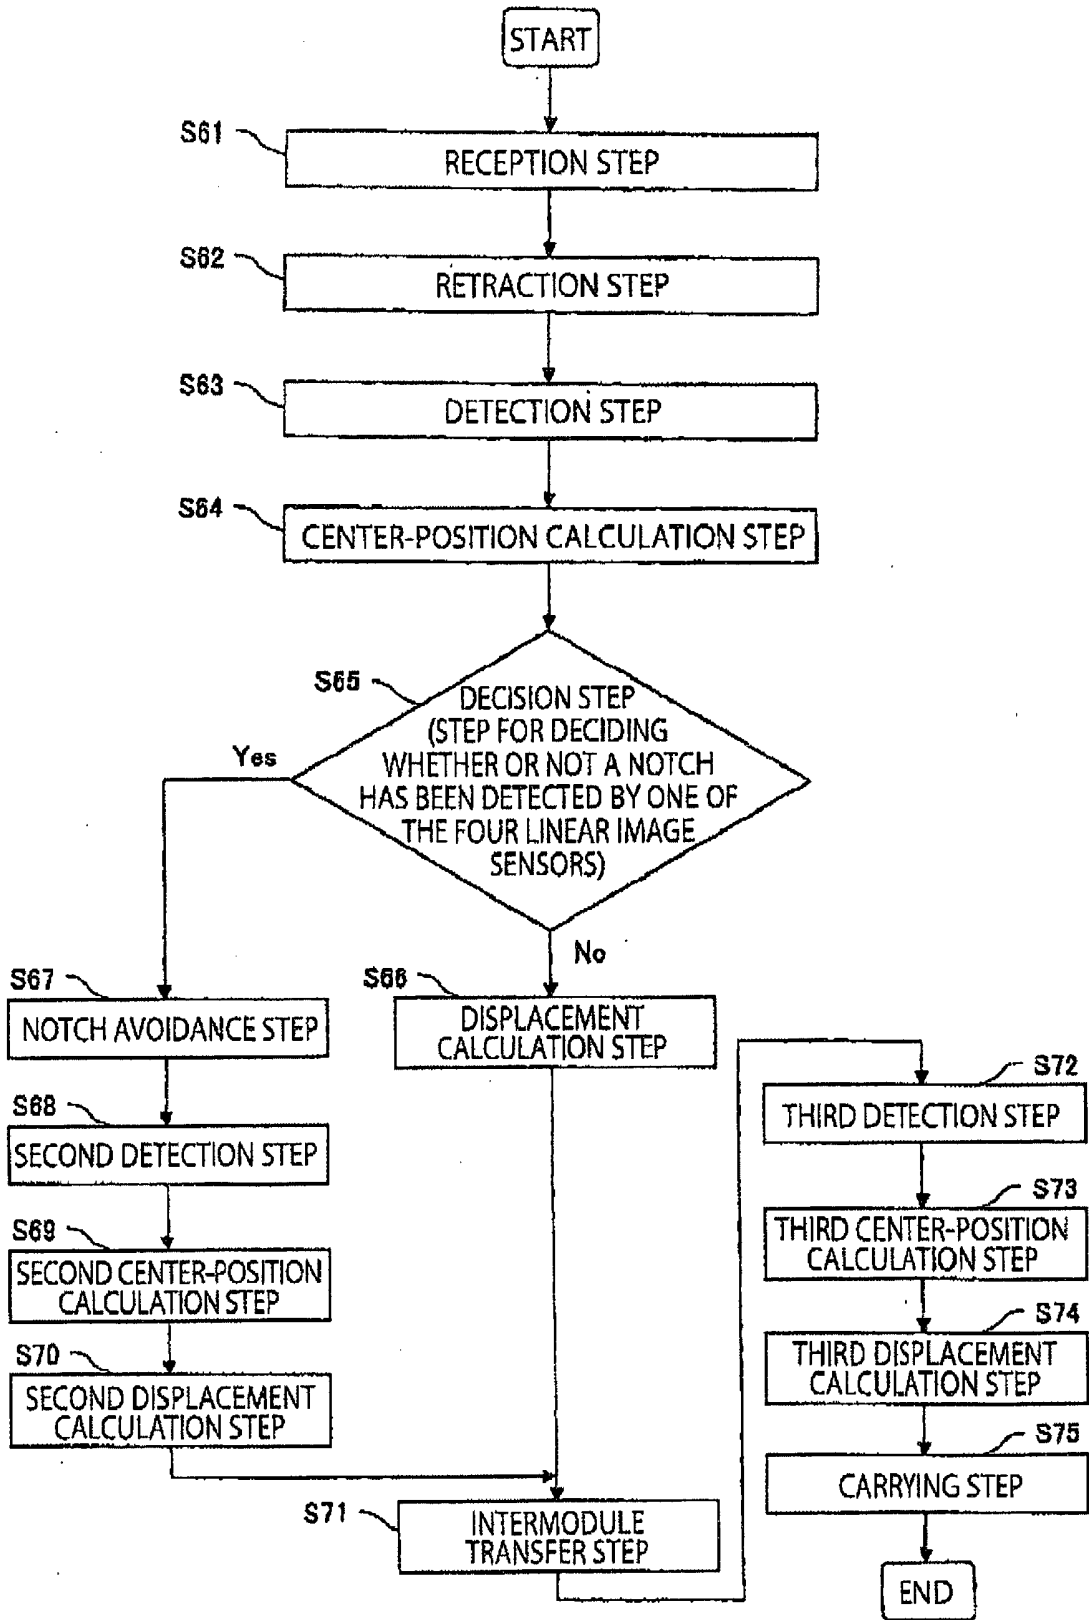 START
S61
RECEPTION STEP
S62
RETRACTION STEP
S63
DETECTION STEP
S64
CENTER-POSITION CALCULATION STEP
S65
DECISION STEP
(STEP FOR DECIDING
WHETHER OR NOT A NOTCH
HAS BEEN DETECTED BY ONE OF
THE FOUR LINEAR IMAGE
SENSORS)
Yes
No
S67
NOTCH AVOIDANCE STEP
S68
SECOND DETECTION STEP
S69
SECOND CENTER-POSITION
CALCULATION STEP
S70
SECOND DISPLACEMENT
CALCULATION STEP
S66
DISPLACEMENT
CALCULATION STEP
S71
INTERMODULE
TRANSFER STEP
S72
THIRD DETECTION STEP
S73
THIRD CENTER-POSITION
CALCULATION STEP
S74
THIRD DISPLACEMENT
CALCULATION STEP
S75
CARRYING STEP
END